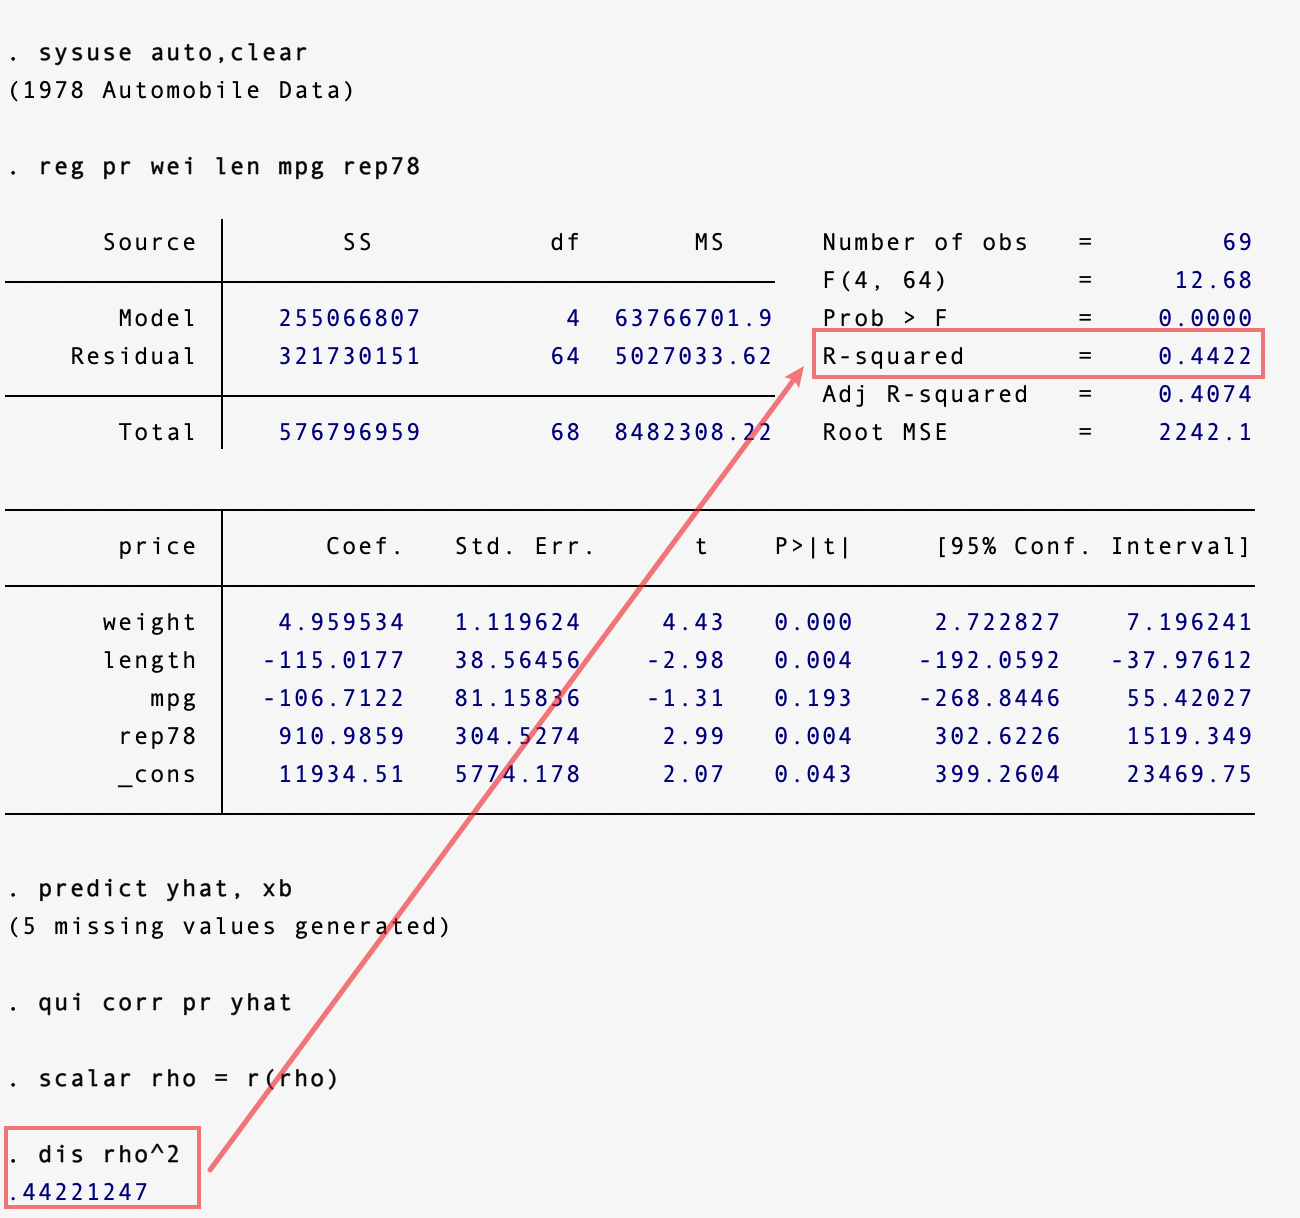 . sysuse auto,clear
(1978 Automobile Data)
. reg pr wei len mpg rep78
Source SS df MS Number of obs = 69
F(4, 64) = 12.68
Model 255066807 4 63766701.9 Prob > F = 0.0000
Residual 321730151 64 5027033.62 R-squared = 0.4422
Adj R-squared = 0.4074
Total 576796959 68 8482308.22 Root MSE = 2242.1
price Coef. Std. Err. t P>|t| [95% Conf. Interval]
weight 4.959534 1.119624 4.43 0.000 2.722827 7.196241
length -115.0177 38.56456 -2.98 0.004 -192.0592 -37.97612
mpg -106.7122 81.15836 -1.31 0.193 -268.8446 55.42027
rep78 910.9859 304.5274 2.99 0.004 302.6226 1519.349
_cons 11934.51 5774.178 2.07 0.043 399.2604 23469.75
. predict yhat, xb
(5 missing values generated)
. qui corr pr yhat
. scalar rho = r(rho)
. dis rho^2
.44221247